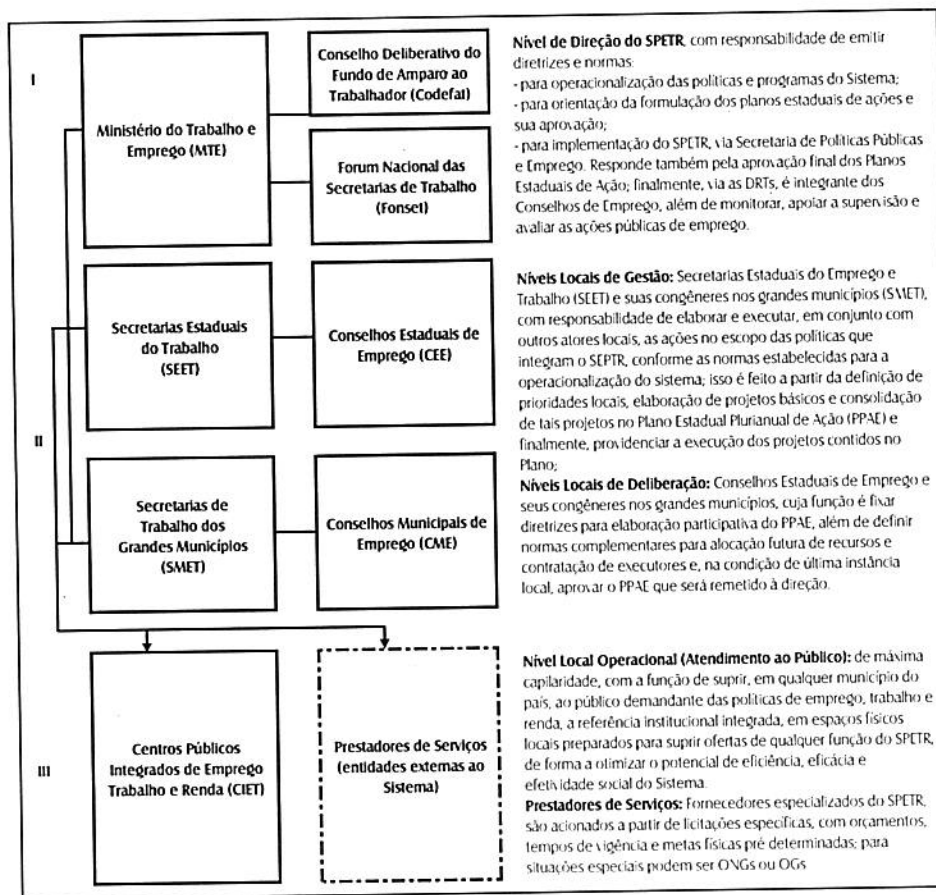 I
Ministério do Trabalho e
Emprego (MTE)
Conselho Deliberativo do
Fundo de Amparo ao
Trabalhador (Codefat)
Forum Nacional das
Secretarias de Trabalho
(Fonset)
Nível de Direção do SPETR, com responsabilidade de emitir
diretrizes e normas:
- para operacionalização das políticas e programas do Sistema;
- para orientação da formulação dos planos estaduais de ações e
sua aprovação;
- para implementação do SPETR, via Secretaria de Políticas Públicas
e Emprego. Responde também pela aprovação final dos Planos
Estaduais de Ação; finalmente, via as DRTs, é integrante dos
Conselhos de Emprego, além de monitorar, apoiar a supervisão e
avaliar as ações públicas de emprego.
II
Secretarias Estaduais
do Trabalho
(SEET)
Conselhos Estaduais de
Emprego (CEE)
Secretarias de
Trabalho dos
Grandes Municípios
(SMET)
Conselhos Municipais de
Emprego (CME)
Níveis Locais de Gestão: Secretarias Estaduais do Emprego e
Trabalho (SEET) e suas congêneres nos grandes municípios (SMET),
com responsabilidade de elaborar e executar, em conjunto com
outros atores locais, as ações no escopo das políticas que
integram o SEPTR, conforme as normas estabelecidas para a
operacionalização do sistema; isso é feito a partir da definição de
prioridades locais, elaboração de projetos básicos e consolidação
de tais projetos no Plano Estadual Plurianual de Ação (PPAE) e
finalmente, providenciar a execução dos projetos contidos no
Plano;
Níveis Locais de Deliberação: Conselhos Estaduais de Emprego e
seus congêneres nos grandes municípios, cuja função é fixar
diretrizes para elaboração participativa do PPAE, além de definir
normas complementares para alocação futura de recursos e
contratação de executores e, na condição de última instância
local, aprovar o PPAE que será remetido à direção.
III
Centros Públicos
Integrados de Emprego
Trabalho e Renda (CIET)
Prestadores de Serviços
(entidades externas ao
Sistema)
Nível Local Operacional (Atendimento ao Público): de máxima
capilaridade, com a função de suprir, em qualquer município do
país, ao público demandante das políticas de emprego, trabalho e
renda, a referência institucional integrada, em espaços físicos
locais preparados para suprir ofertas de qualquer função do SPETR,
de forma a otimizar o potencial de eficiência, eficácia e
efetividade social do Sistema.
Prestadores de Serviços: Fornecedores especializados do SPETR,
são acionados a partir de licitações específicas, com orçamentos,
tempos de vigência e metas físicas pré determinadas; para
situações especiais podem ser ONGs ou OGs